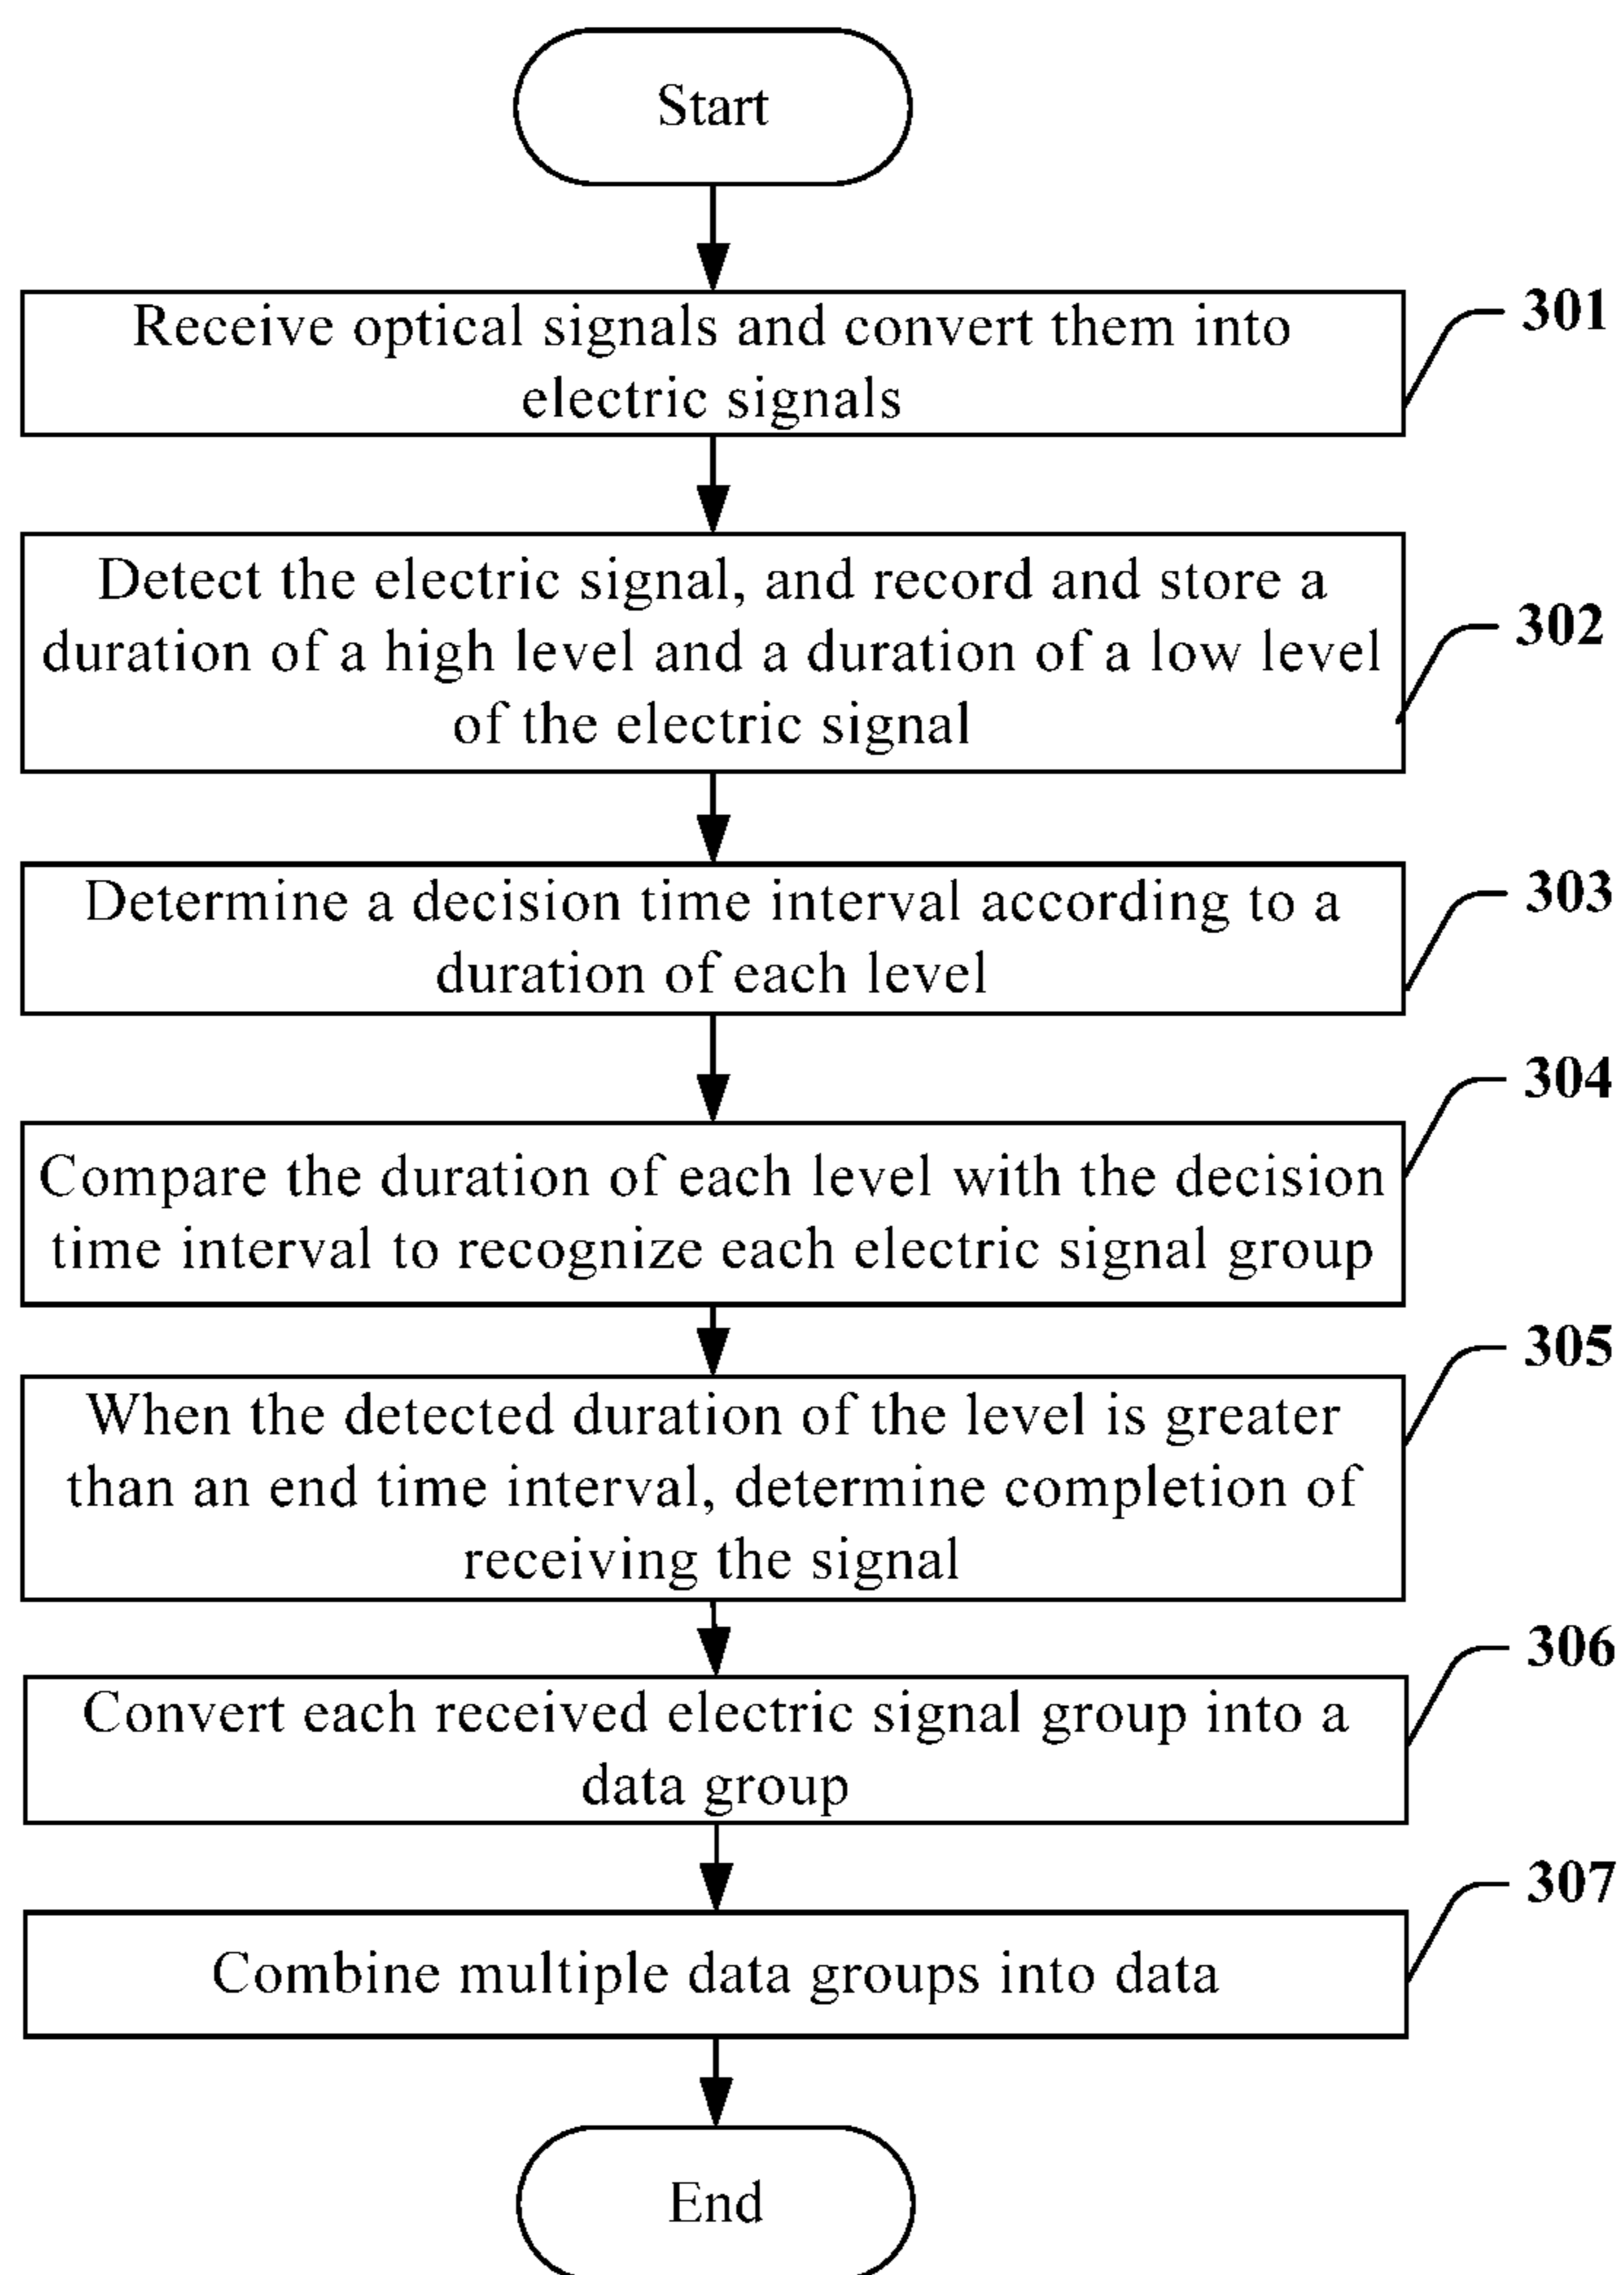 Start
Receive optical signals and convert them into
electric signals
301
Detect the electric signal, and record and store a
duration of a high level and a duration of a low level
of the electric signal
302
Determine a decision time interval according to a
duration of each level
303
304
Compare the duration of each level with the decision
time interval to recognize each electric signal group
305
When the detected duration of the level is greater
than an end time interval, determine completion of
receiving the signal
306
Convert each received electric signal group into a
data group
307
Combine multiple data groups into data
End